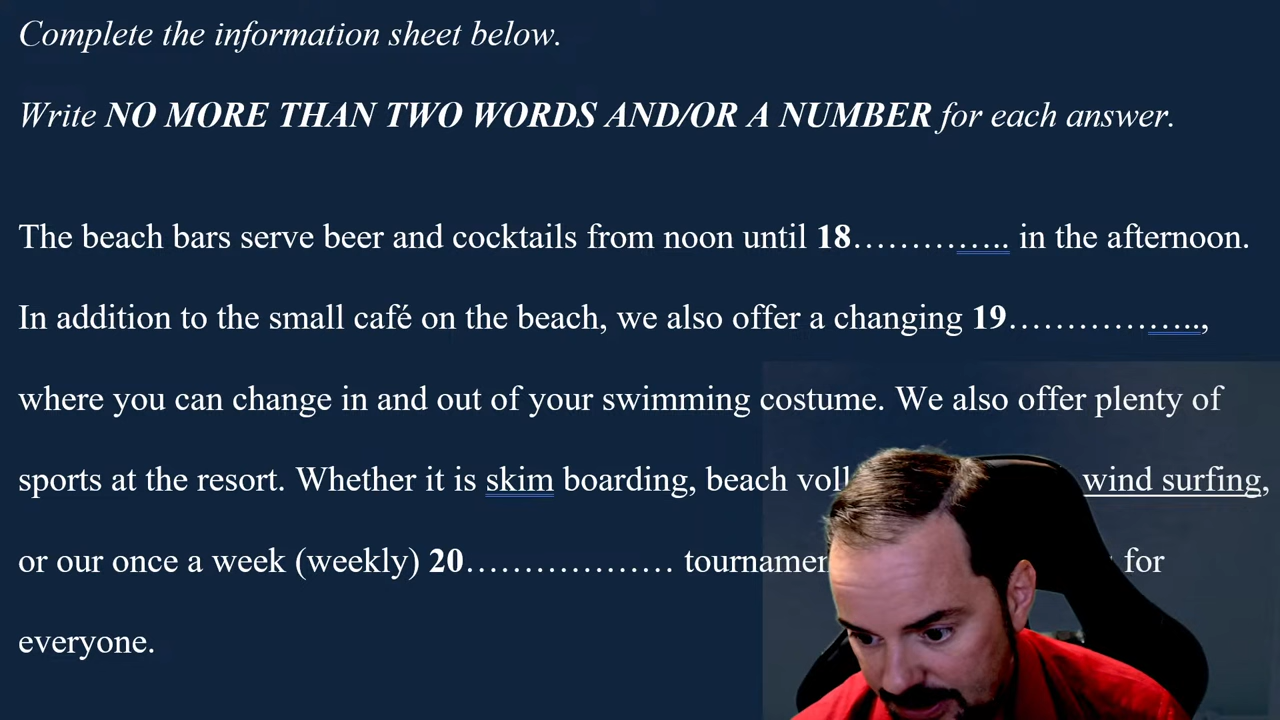 Complete the information sheet below.
Write NO MORE THAN TWO WORDS AND/OR A NUMBER for each answer.
The beach bars serve beer and cocktails from noon until 18………….. in the afternoon.
In addition to the small café on the beach, we also offer a changing 19……………….,
where you can change in and out of your swimming costume. We also offer plenty of
sports at the resort. Whether it is skim boarding, beach wind surfing,
or our once a week (weekly) 20……………… for
everyone.